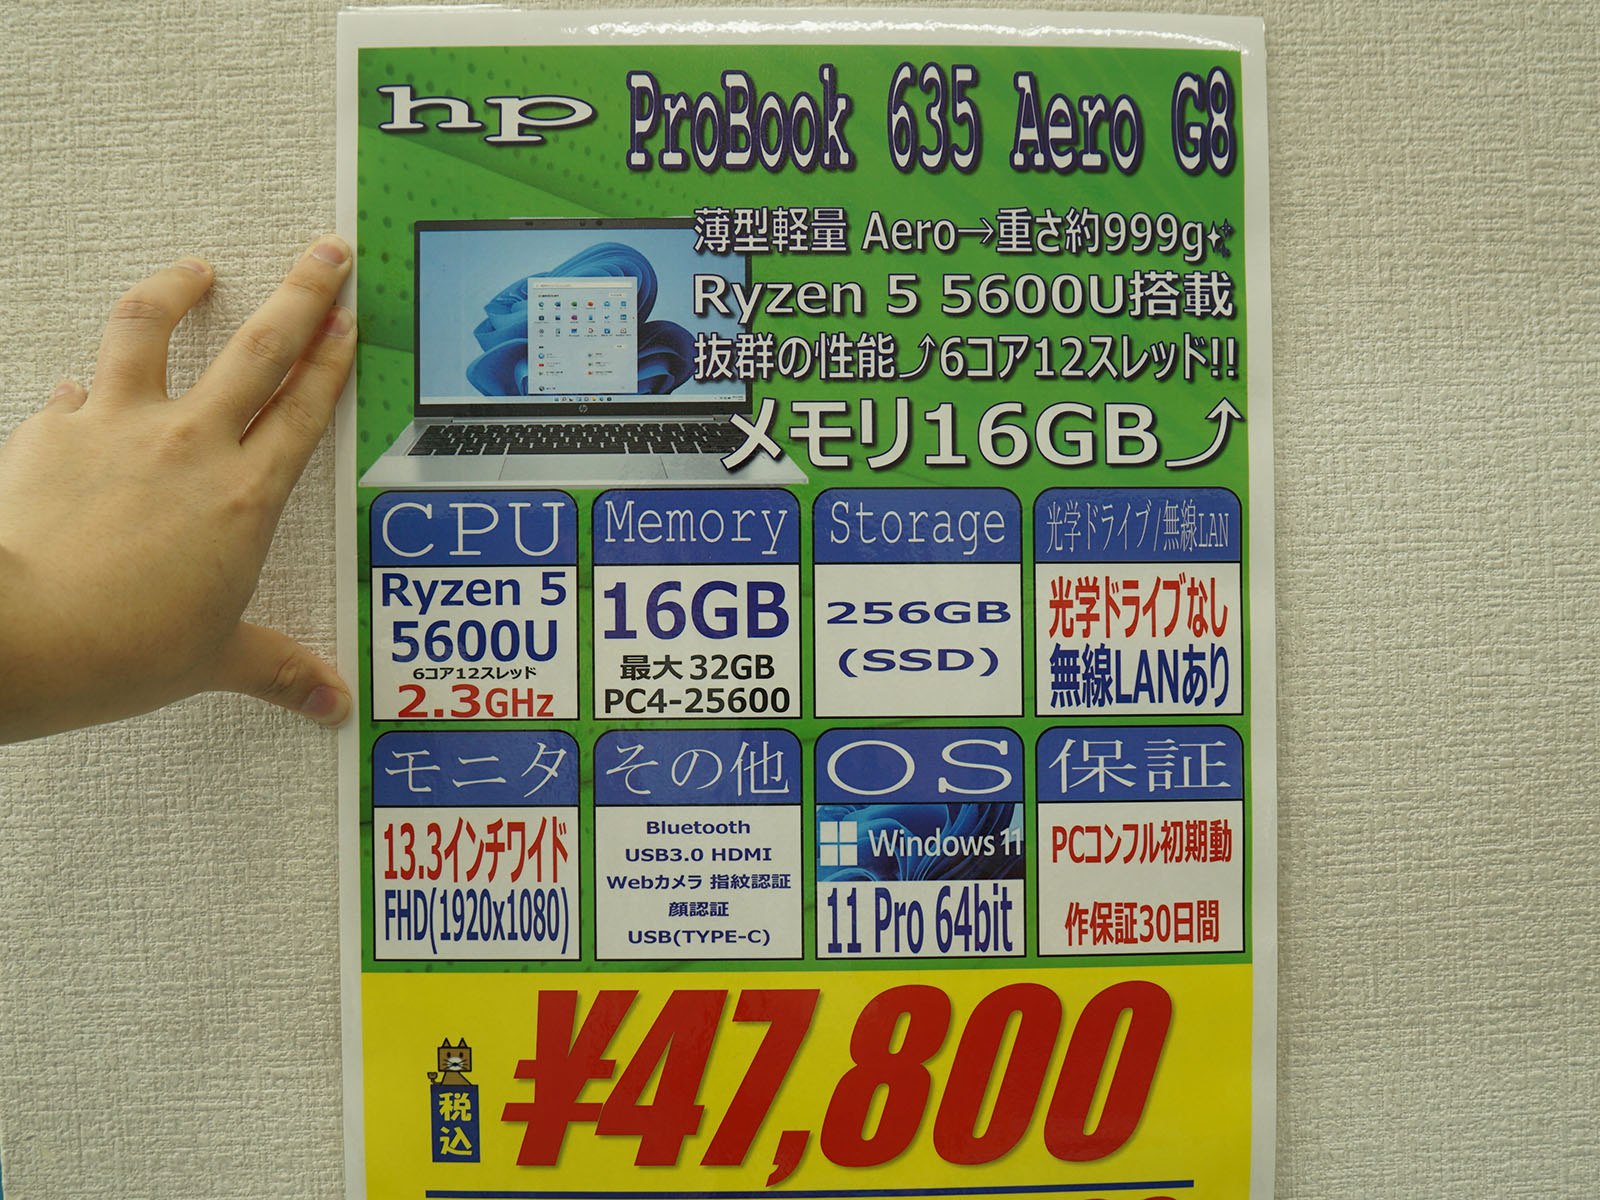 hp ProBook 635 Aero G8
薄型軽量 Aero→重さ約999g
Ryzen 5 5600U搭載
抜群の性能⤴6コア12スレッド!!
メモリ16GB⤴
CPU
Ryzen 5
5600U
6コア12スレッド
2.3GHz
Memory
16GB
最大 32GB
PC4-25600
Storage
256GB
(SSD)
光学ドライブ/無線LAN
光学ドライブなし
無線LANあり
モニタ
13.3インチワイド
FHD(1920x1080)
その他
Bluetooth
USB3.0 HDMI
Webカメラ 指紋認証
顔認証
USB(TYPE-C)
OS
Windows 11
11 Pro 64bit
保証
PCコンフル初期動
作保証30日間
税込
¥47,800